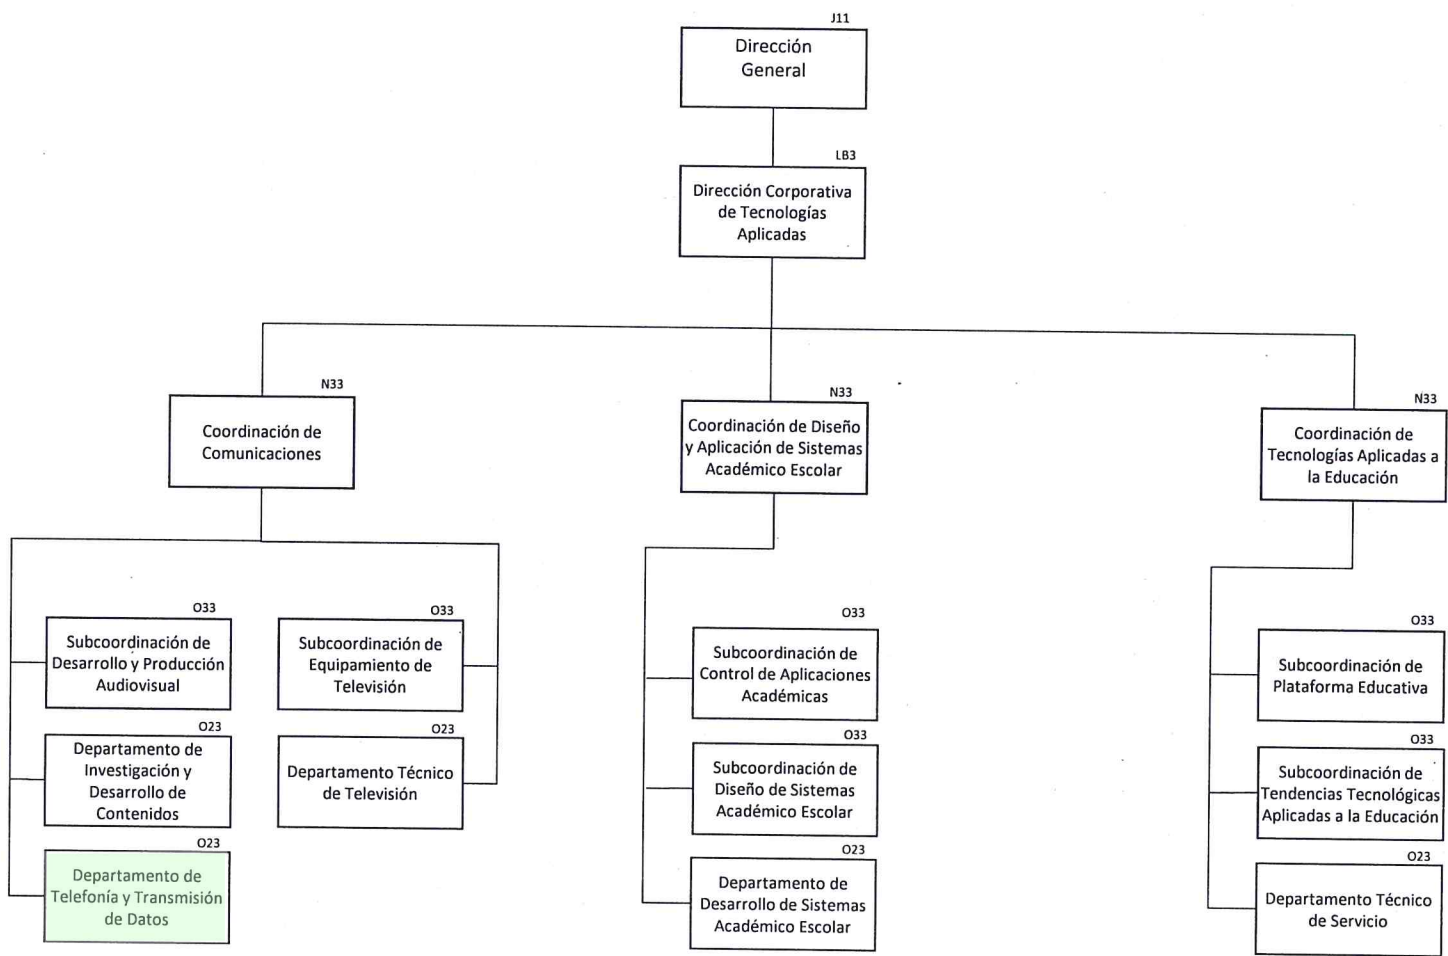 J11
Dirección
General
LB3
Dirección Corporativa
de Tecnologías
Aplicadas
N33
Coordinación de
Comunicaciones
N33
Coordinación de Diseño
y Aplicación de Sistemas
Académico Escolar
N33
Coordinación de
Tecnologías Aplicadas a
la Educación
O33
Subcoordinación de
Desarrollo y Producción
Audiovisual
O33
Subcoordinación de
Equipamiento de
Televisión
O33
Subcoordinación de
Control de Aplicaciones
Académicas
O33
Subcoordinación de
Plataforma Educativa
O23
Departamento de
Investigación y
Desarrollo de
Contenidos
O23
Departamento Técnico
de Televisión
O33
Subcoordinación de
Diseño de Sistemas
Académico Escolar
O33
Subcoordinación de
Tendencias Tecnológicas
Aplicadas a la Educación
O23
Departamento de
Telefonía y Transmisión
de Datos
O23
Departamento de
Desarrollo de Sistemas
Académico Escolar
O23
Departamento Técnico
de Servicio